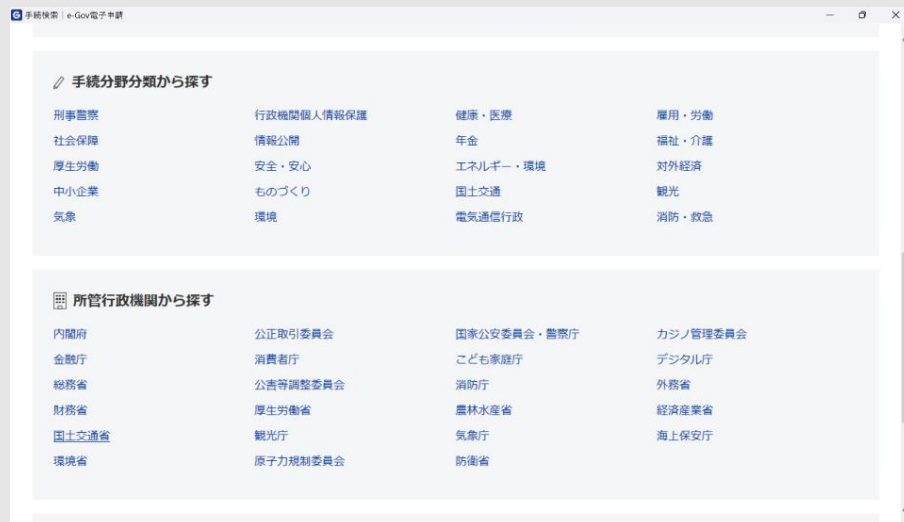 手続検索｜e-Gov電子申請
手続分野分類から探す
刑事警察 行政機関個人情報保護 健康・医療 雇用・労働
社会保障 情報公開 年金 福祉・介護
厚生労働 安全・安心 エネルギー・環境 対外経済
中小企業 ものづくり 国土交通 観光
気象 環境 電気通信行政 消防・救急
所管行政機関から探す
内閣府 公正取引委員会 国家公安委員会・警察庁 カジノ管理委員会
金融庁 消費者庁 こども家庭庁 デジタル庁
総務省 公害等調整委員会 消防庁 外務省
財務省 厚生労働省 農林水産省 経済産業省
国土交通省 観光庁 気象庁 海上保安庁
環境省 原子力規制委員会 防衛省